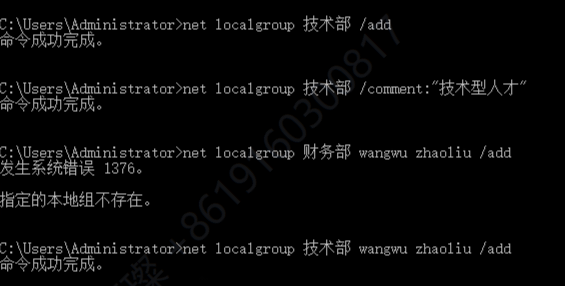 C:\Users\Administrator>net localgroup 技术部 /add
命令成功完成。
C:\Users\Administrator>net localgroup 技术部 /comment:"技术型人才"
命令成功完成。
C:\Users\Administrator>net localgroup 财务部 wangwu zhaoliu /add
发生系统错误 1376。
指定的本地组不存在。
C:\Users\Administrator>net localgroup 技术部 wangwu zhaoliu /add
命令成功完成。